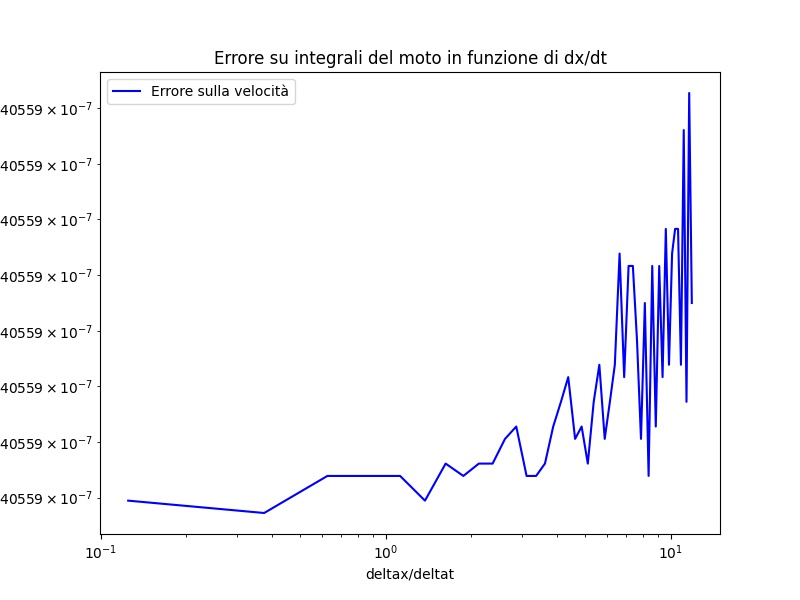 Errore su integrali del moto in funzione di dx/dt
Errore sulla velocità
40559 × 10⁻⁷
40559 × 10⁻⁷
40559 × 10⁻⁷
40559 × 10⁻⁷
40559 × 10⁻⁷
40559 × 10⁻⁷
40559 × 10⁻⁷
40559 × 10⁻⁷
10⁻¹ 10⁰ 10¹
deltax/deltat